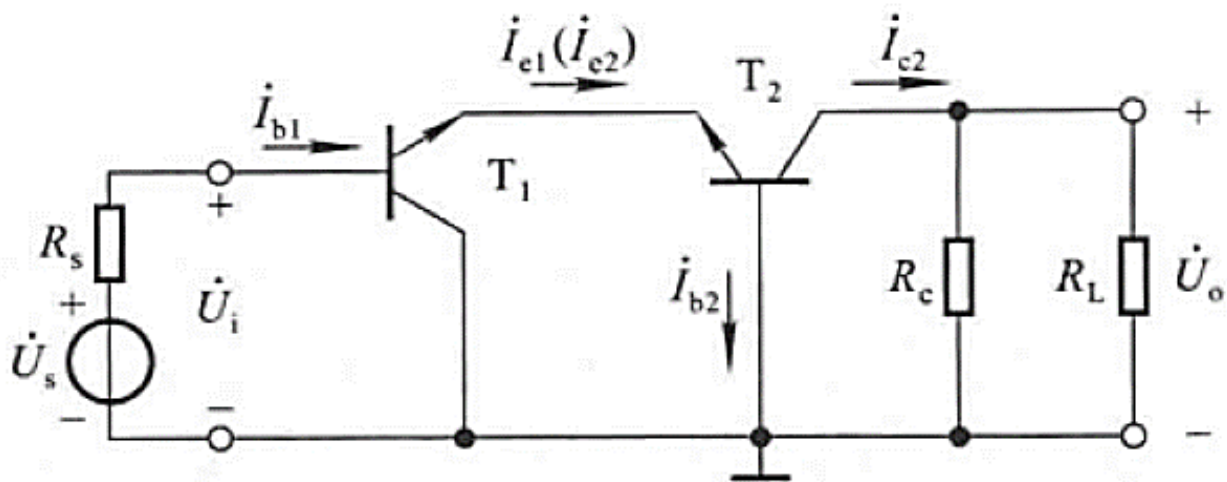 İe1(İe2)
İc2
T2
İb1
T1
+
+
Rs
+
U̇i
U̇s
−
−
İb2
Rc
RL
U̇o
−